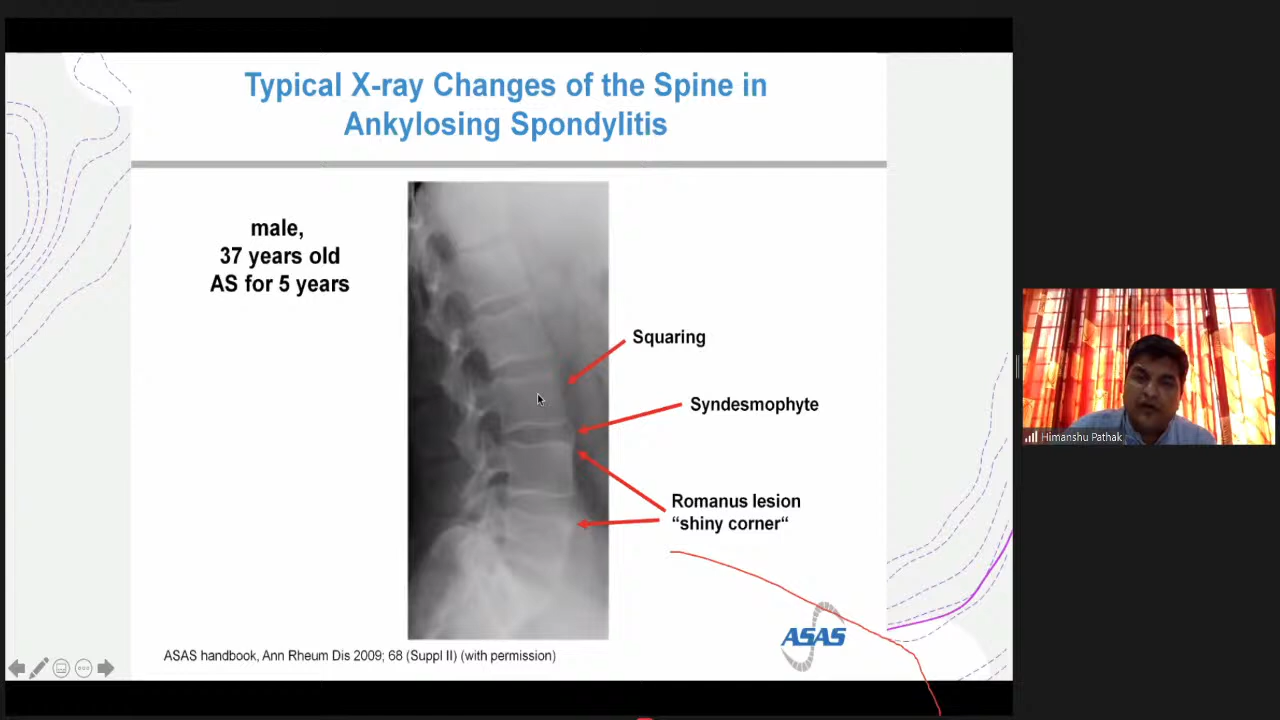 Typical X-ray Changes of the Spine in
Ankylosing Spondylitis
male,
37 years old
AS for 5 years
Squaring
Syndesmophyte
Romanus lesion
“shiny corner“
ASAS
ASAS handbook, Ann Rheum Dis 2009; 68 (Suppl II) (with permission)
Himanshu Pathak